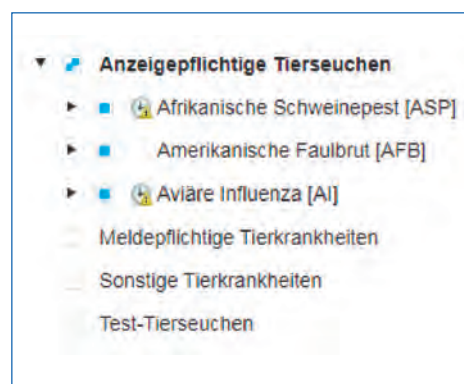 Anzeigepflichtige Tierseuchen
Afrikanische Schweinepest [ASP]
Amerikanische Faulbrut [AFB]
Aviäre Influenza [AI]
Meldepflichtige Tierkrankheiten
Sonstige Tierkrankheiten
Test-Tierseuchen